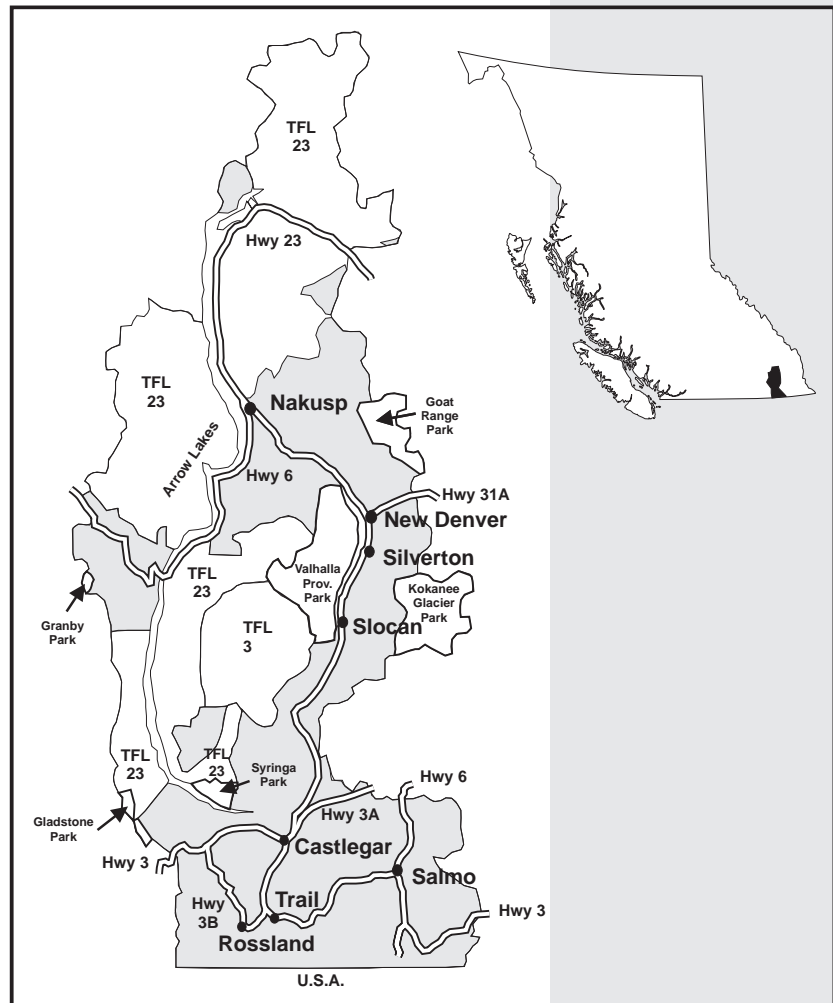 TFL
23
Hwy 23
TFL
23
Nakusp
Goat
Range
Park
Arrow Lakes
Hwy 6
Hwy 31A
New Denver
Silverton
Valhalla
Prov.
Park
TFL
23
Kokanee
Glacier
Park
Granby
Park
TFL
3
Slocan
TFL
23
TFL
23
Syringa
Park
Hwy 6
Gladstone
Park
Hwy 3A
Hwy 3
Castlegar
Salmo
Hwy
3B
Trail
Hwy 3
Rossland
U.S.A.